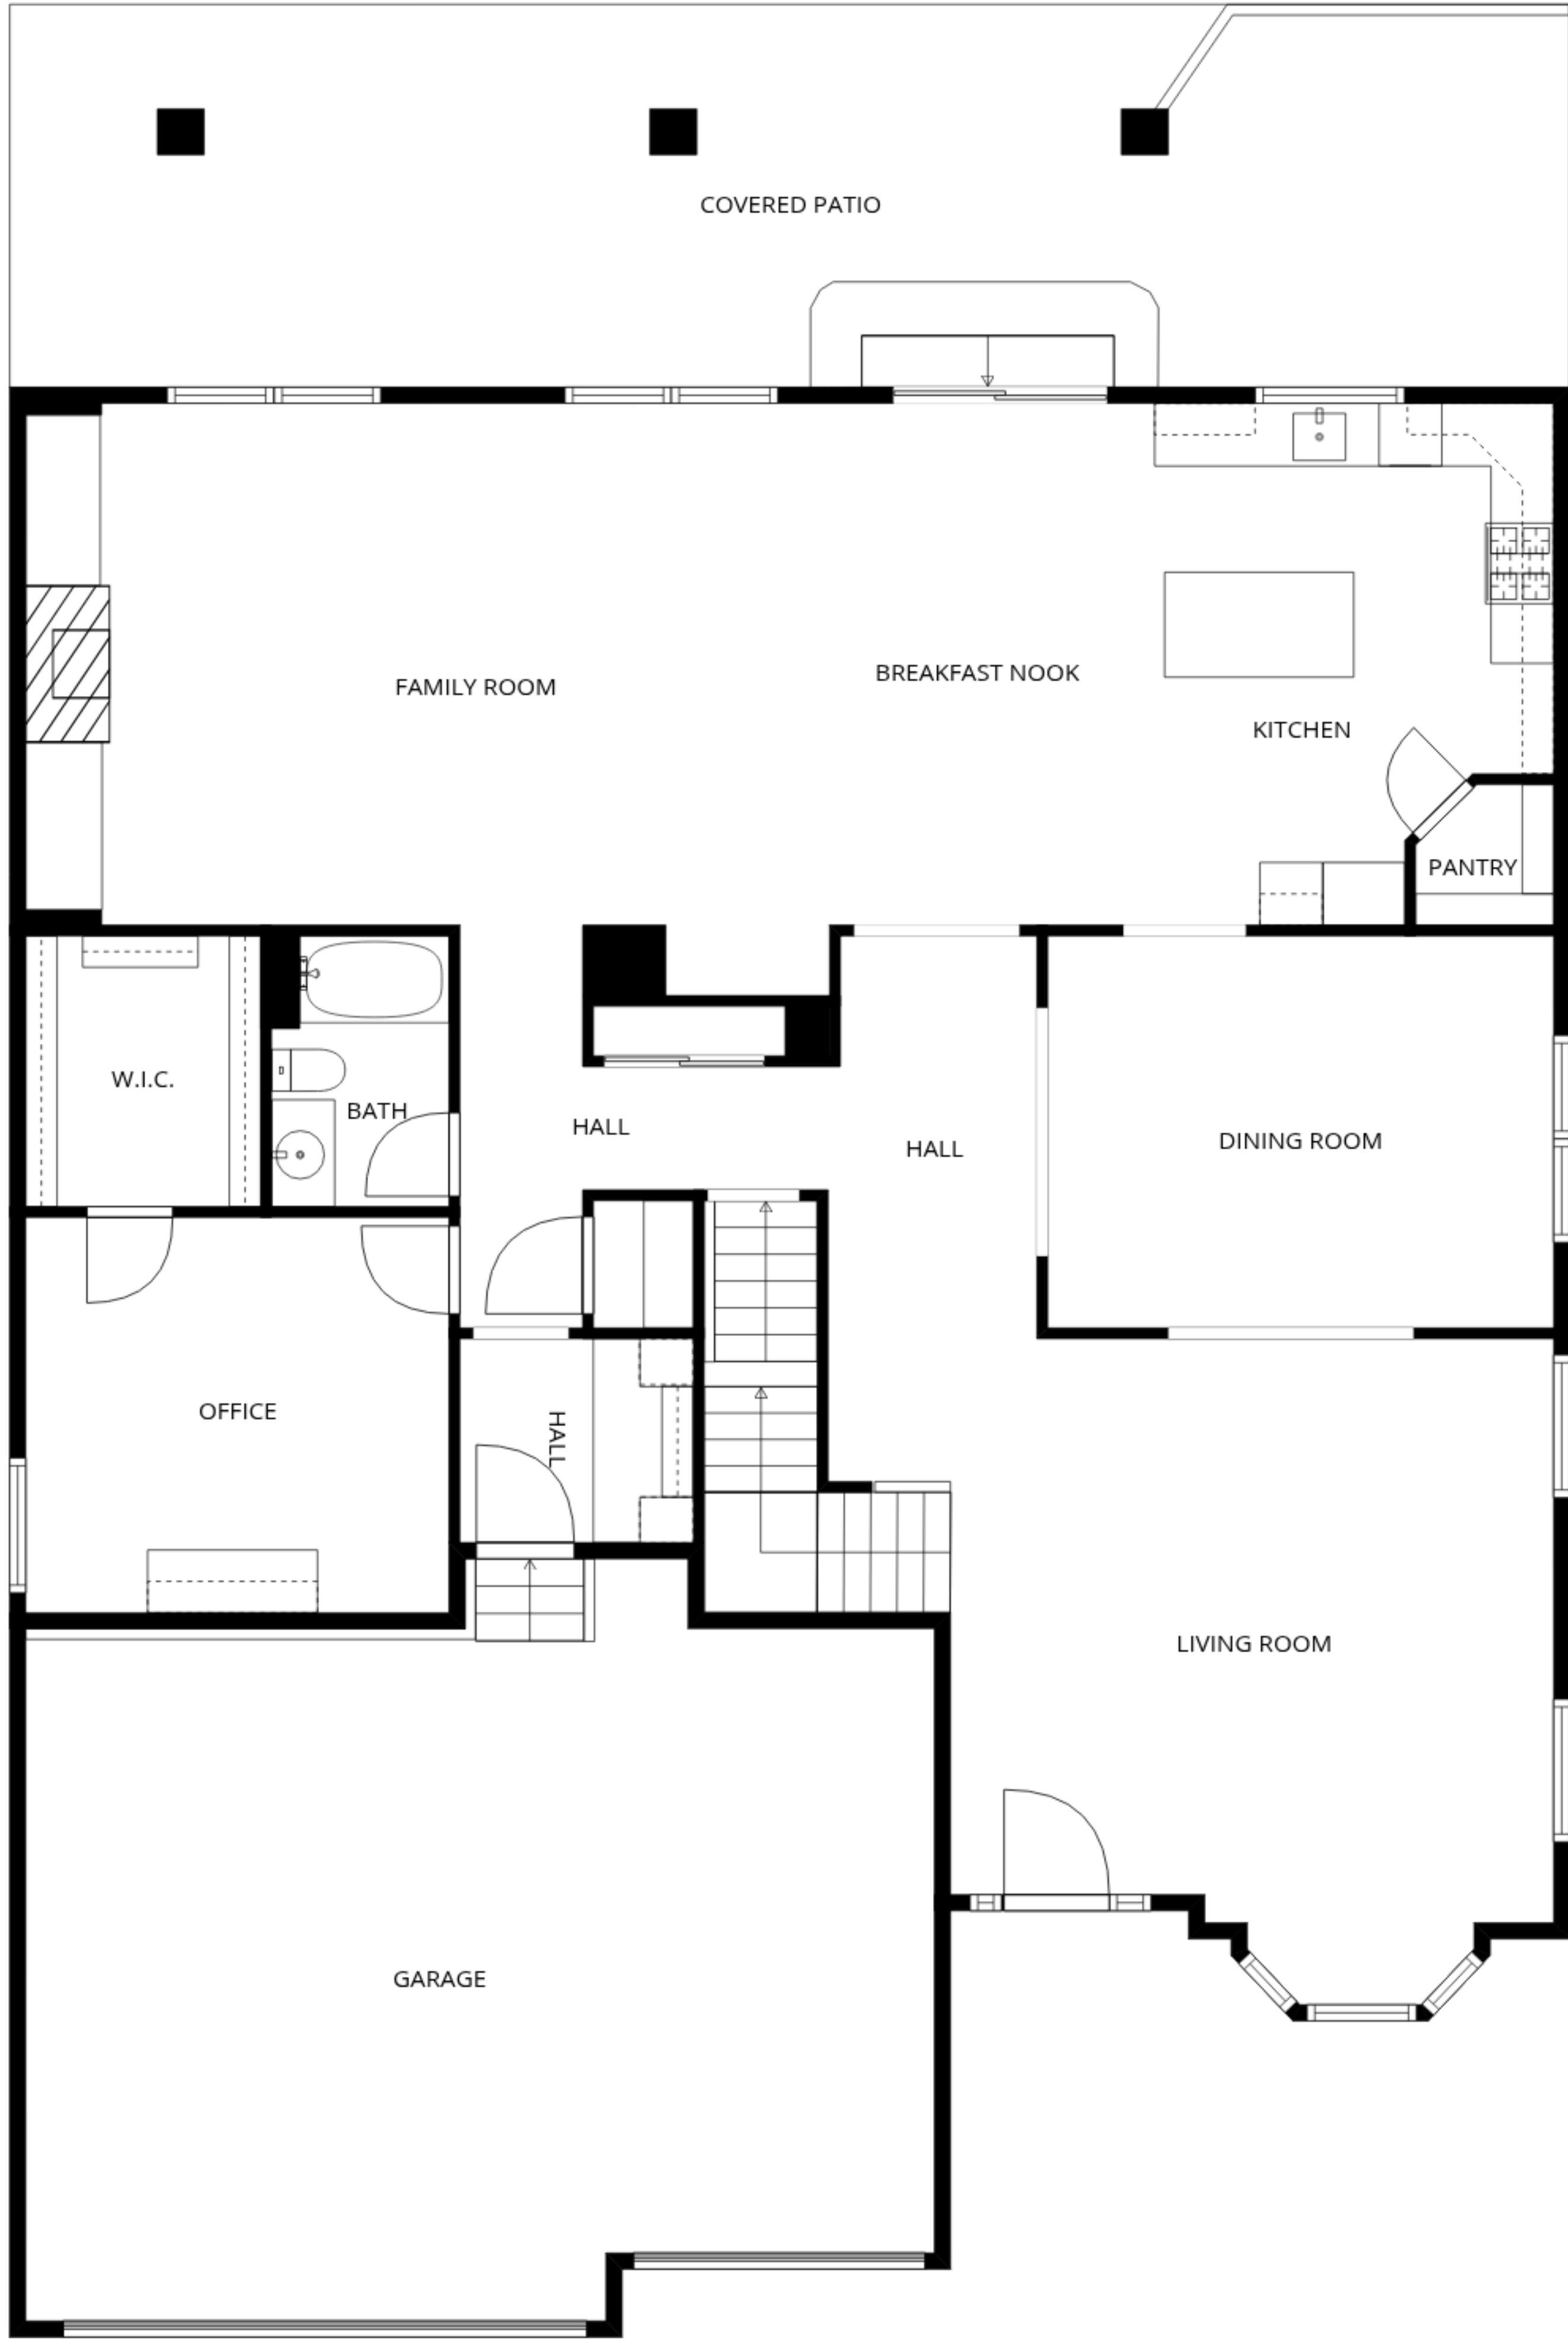 COVERED PATIO
FAMILY ROOM
BREAKFAST NOOK
KITCHEN
PANTRY
W.I.C.
BATH
HALL
HALL
DINING ROOM
OFFICE
HALL
LIVING ROOM
GARAGE